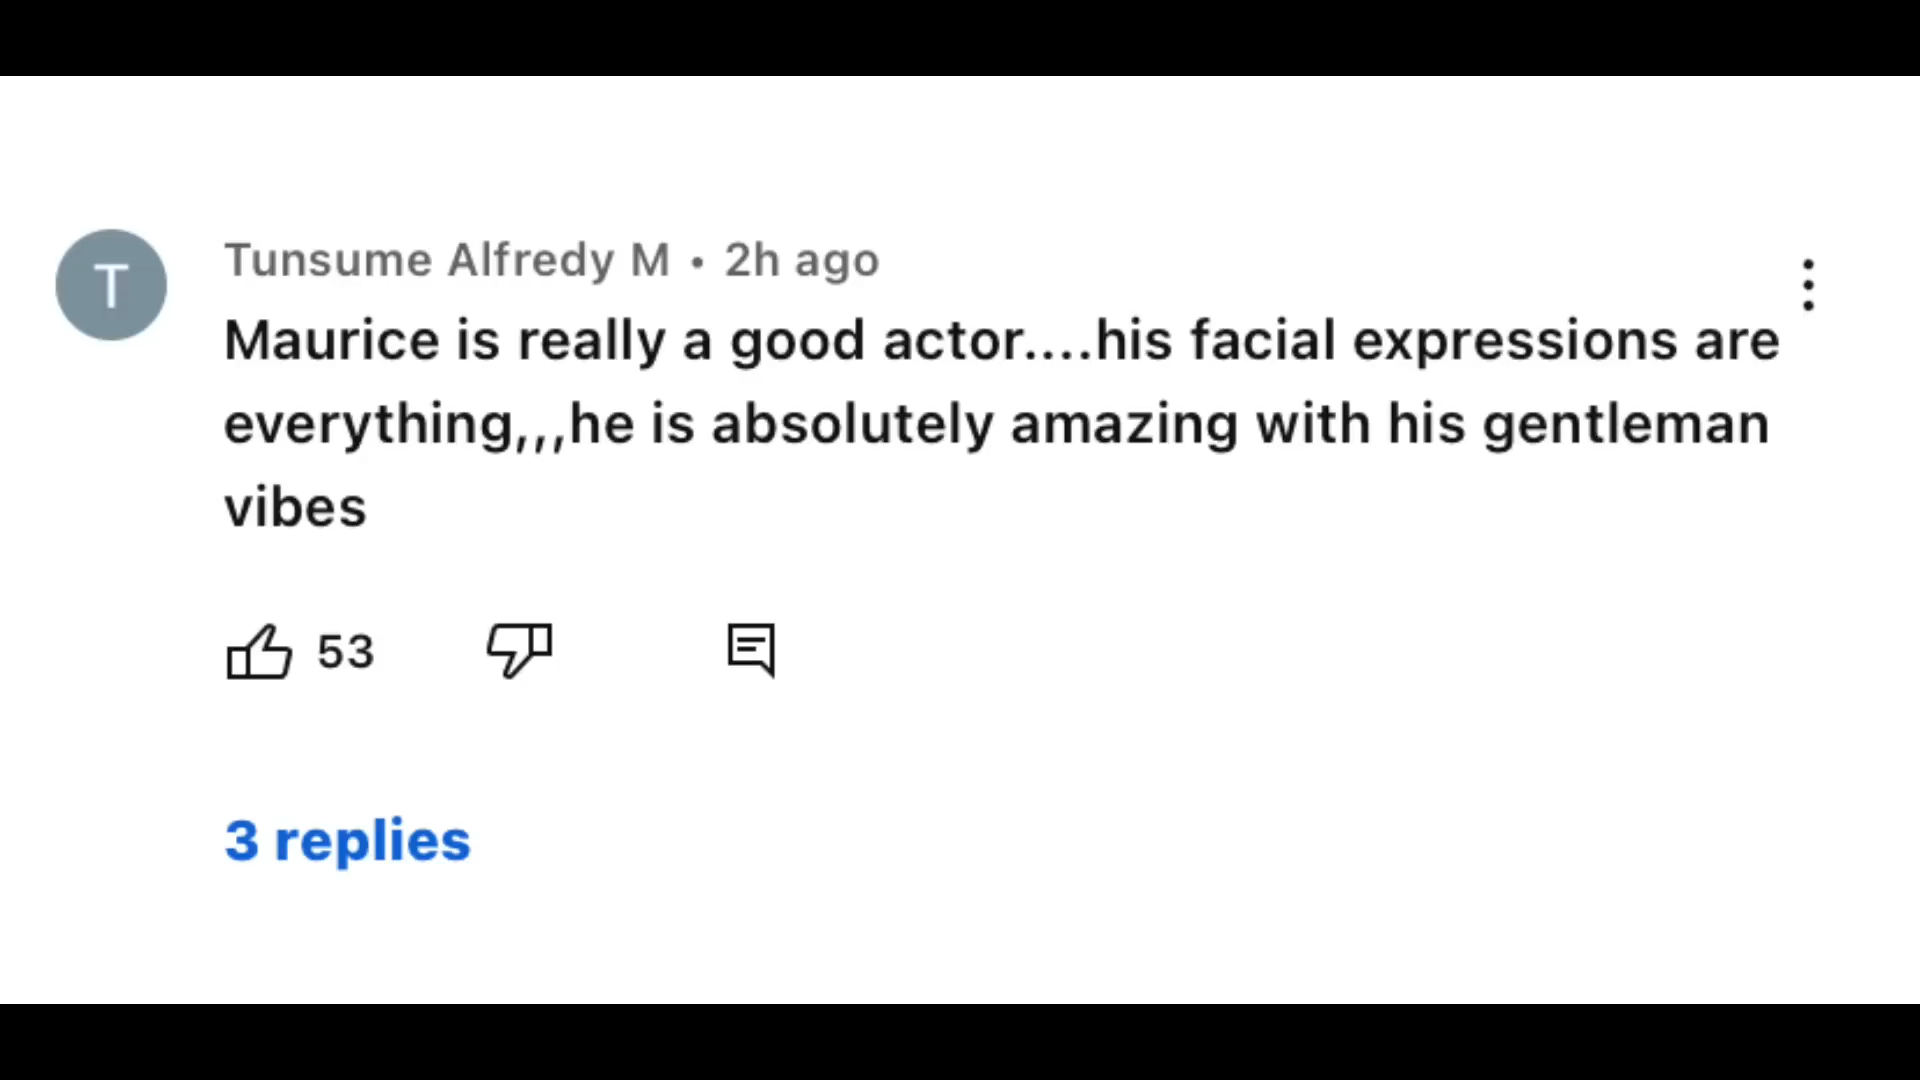 T
Tunsume Alfredy M • 2h ago
Maurice is really a good actor....his facial expressions are
everything,,,he is absolutely amazing with his gentleman
vibes
53
3 replies